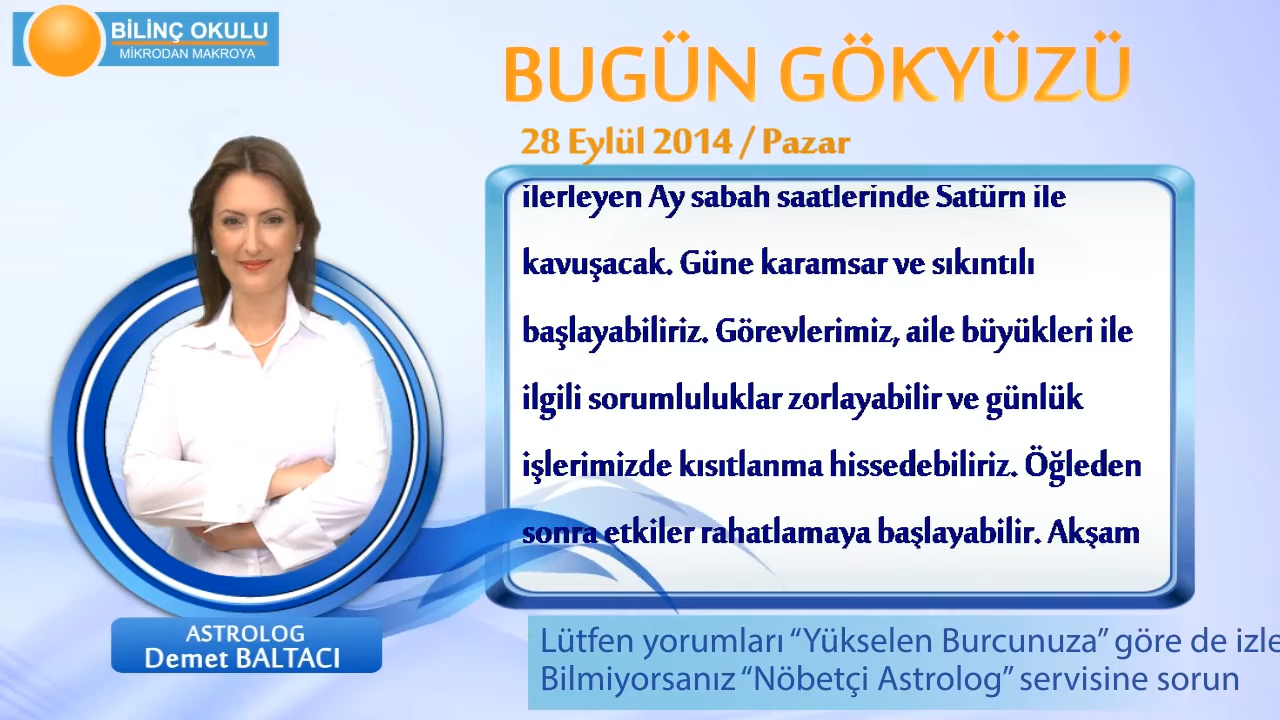 BİLİNÇ OKULU
MİKRODAN MAKROYA
BUGÜN GÖKYÜZÜ
28 Eylül 2014 / Pazar
ilerleyen Ay sabah saatlerinde Satürn ile
kavuşacak. Güne karamsar ve sıkıntılı
başlayabiliriz. Görevlerimiz, aile büyükleri ile
ilgili sorumluluklar zorlayabilir ve günlük
işlerimizde kısıtlanma hissedebiliriz. Öğleden
sonra etkiler rahatlamaya başlayabilir. Akşam
ASTROLOG
Demet BALTACI
Lütfen yorumları “Yükselen Burcunuza” göre de izle
Bilmiyorsanız “Nöbetçi Astrolog” servisine sorun